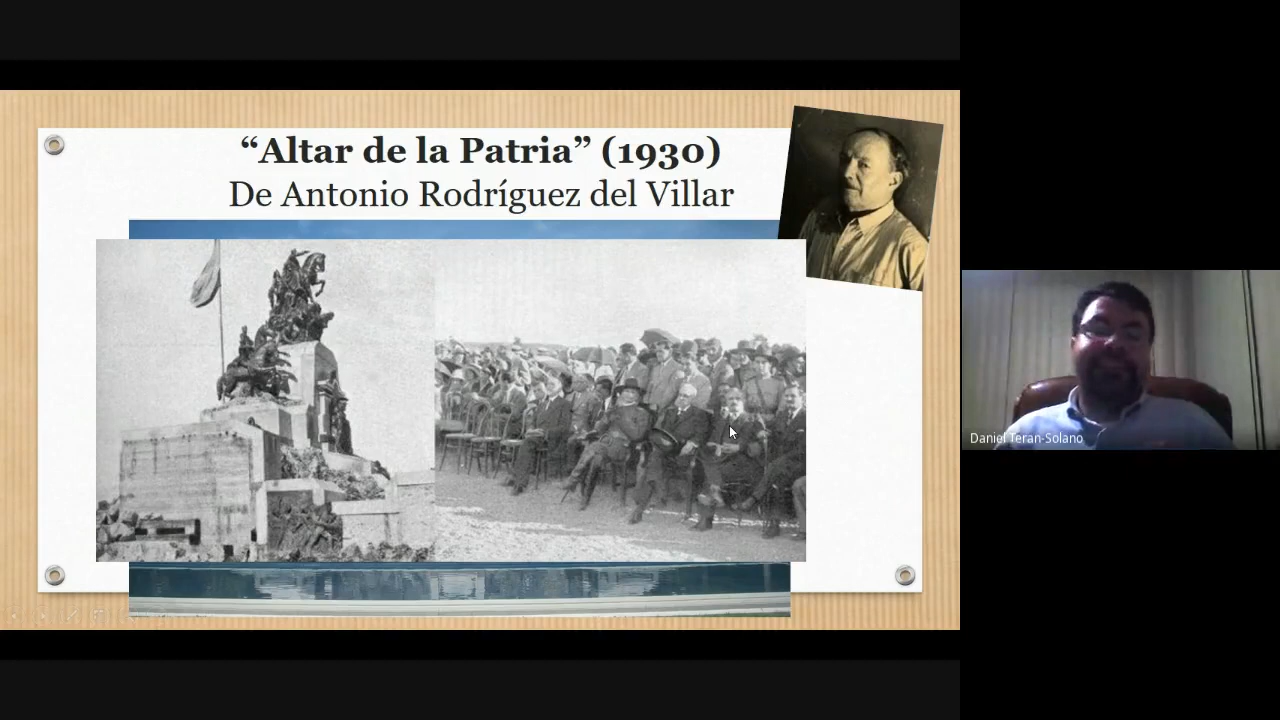 “Altar de la Patria” (1930)
De Antonio Rodríguez del Villar
Daniel Teran-Solano